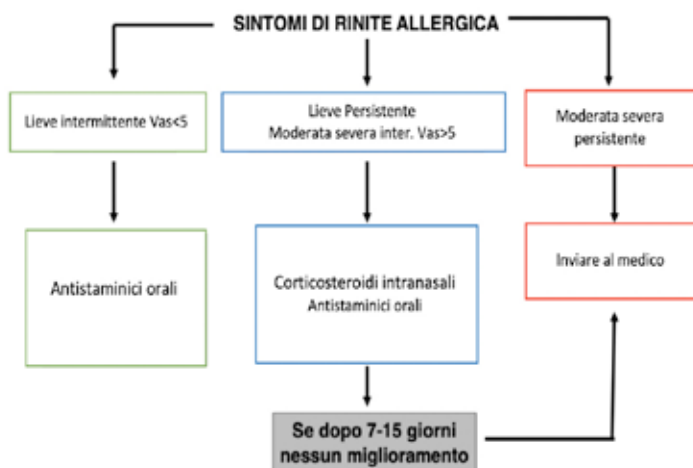 SINTOMI DI RINITE ALLERGICA
Lieve intermittente Vas<5
Lieve Persistente
Moderata severa inter. Vas>5
Moderata severa
persistente
Antistaminici orali
Corticosteroidi intranasali
Antistaminici orali
Inviare al medico
Se dopo 7-15 giorni
nessun miglioramento